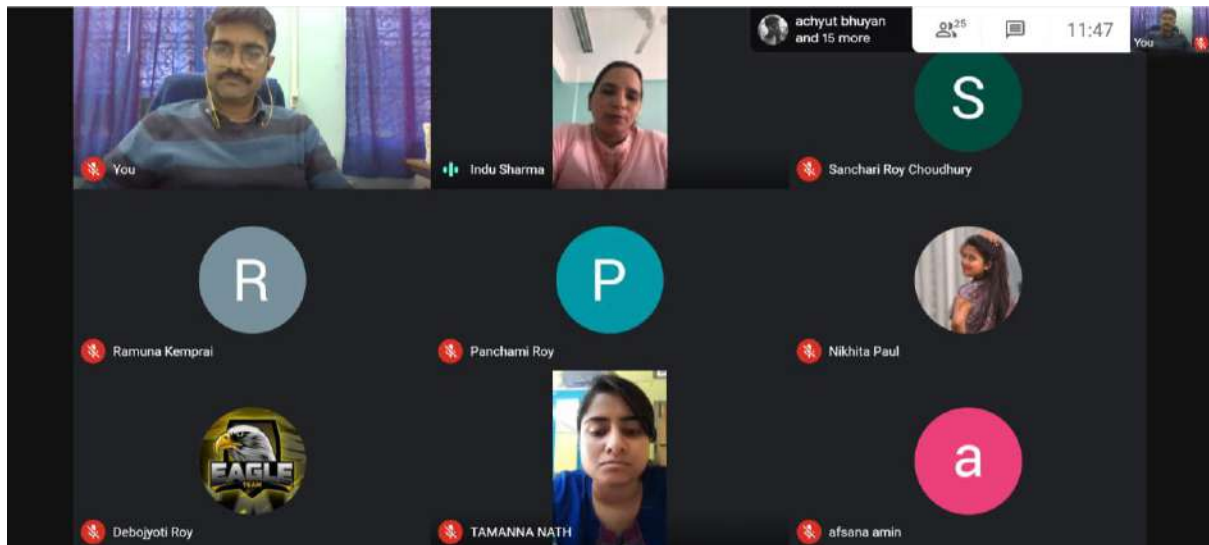 achyut bhuyan
and 15 more
25
11:47
You
You
Indu Sharma
S
Sanchari Roy Choudhury
R
Ramuna Kemprai
P
Panchami Roy
Nikhita Paul
EAGLE
TEAM
Debojyoti Roy
TAMANNA NATH
a
afsana amin